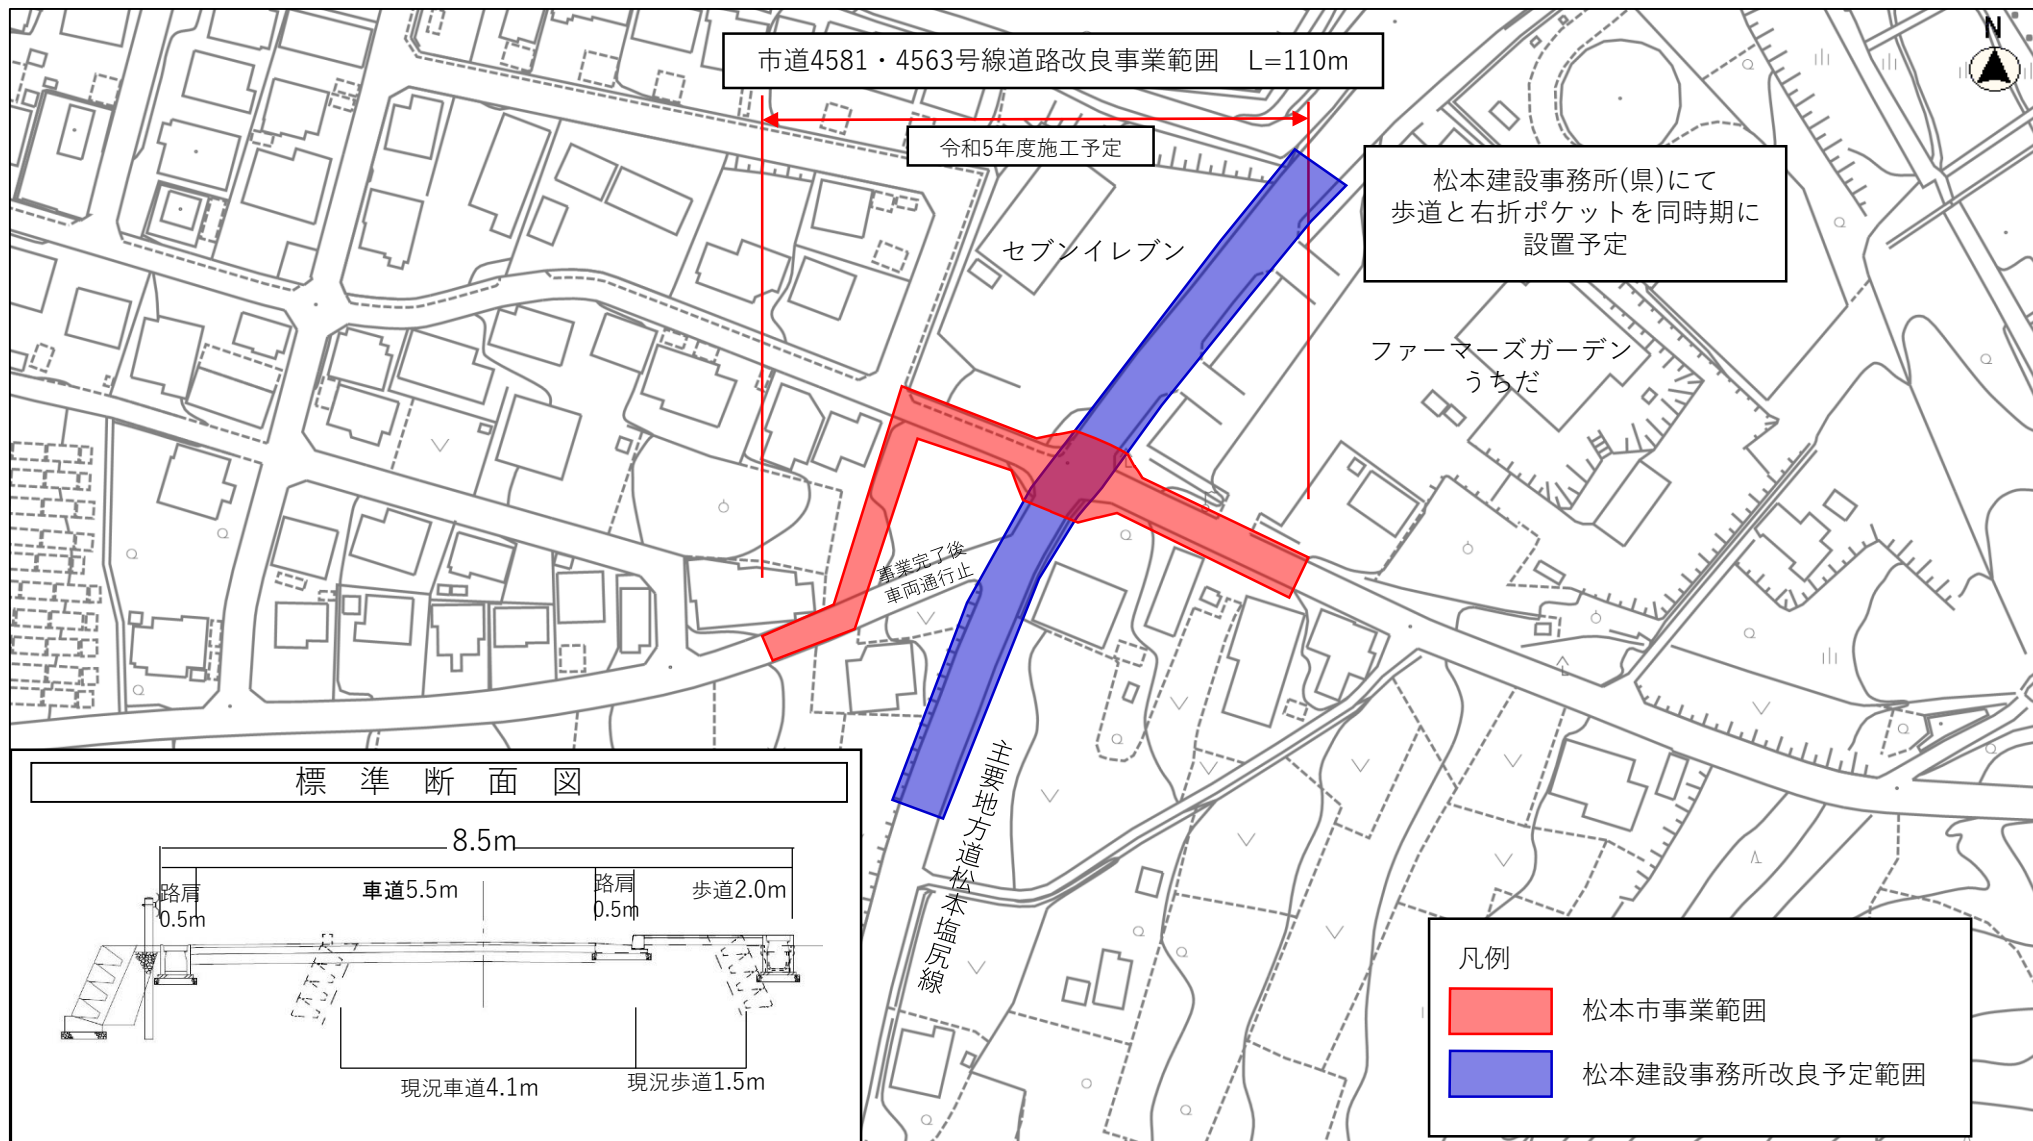 市道4581・4563号線道路改良事業範囲　L=110m
N
令和5年度施工予定
松本建設事務所(県)にて
歩道と右折ポケットを同時期に
設置予定
セブンイレブン
ファーマーズガーデン
うちだ
事業完了後
車両通行止
主要地方道松本塩尻線
標準断面図
8.5m
路肩
0.5m
車道5.5m
路肩
0.5m
歩道2.0m
現況車道4.1m
現況歩道1.5m
凡例
松本市事業範囲
松本建設事務所改良予定範囲